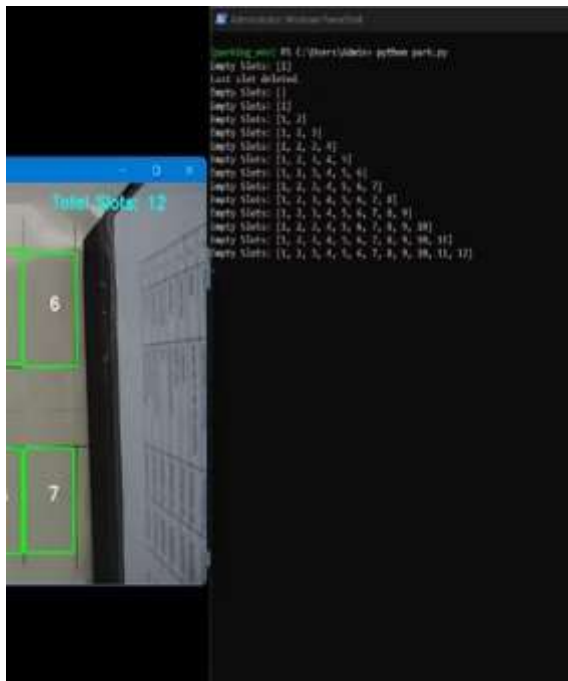 Administrator: Windows PowerShell
(parking_env) PS C:\Users\Admin> python park.py
Empty Slots: [1]
Last slot deleted
Empty Slots: []
Empty Slots: [1]
Empty Slots: [1, 2]
Empty Slots: [1, 2, 3]
Empty Slots: [1, 2, 3, 4]
Empty Slots: [1, 2, 3, 4, 5]
Empty Slots: [1, 2, 3, 4, 5, 6]
Empty Slots: [1, 2, 3, 4, 5, 6, 7]
Empty Slots: [1, 2, 3, 4, 5, 6, 7, 8]
Empty Slots: [1, 2, 3, 4, 5, 6, 7, 8, 9]
Empty Slots: [1, 2, 3, 4, 5, 6, 7, 8, 9, 10]
Empty Slots: [1, 2, 3, 4, 5, 6, 7, 8, 9, 10, 11]
Empty Slots: [1, 2, 3, 4, 5, 6, 7, 8, 9, 10, 11, 12]
Total Slots: 12
6
7